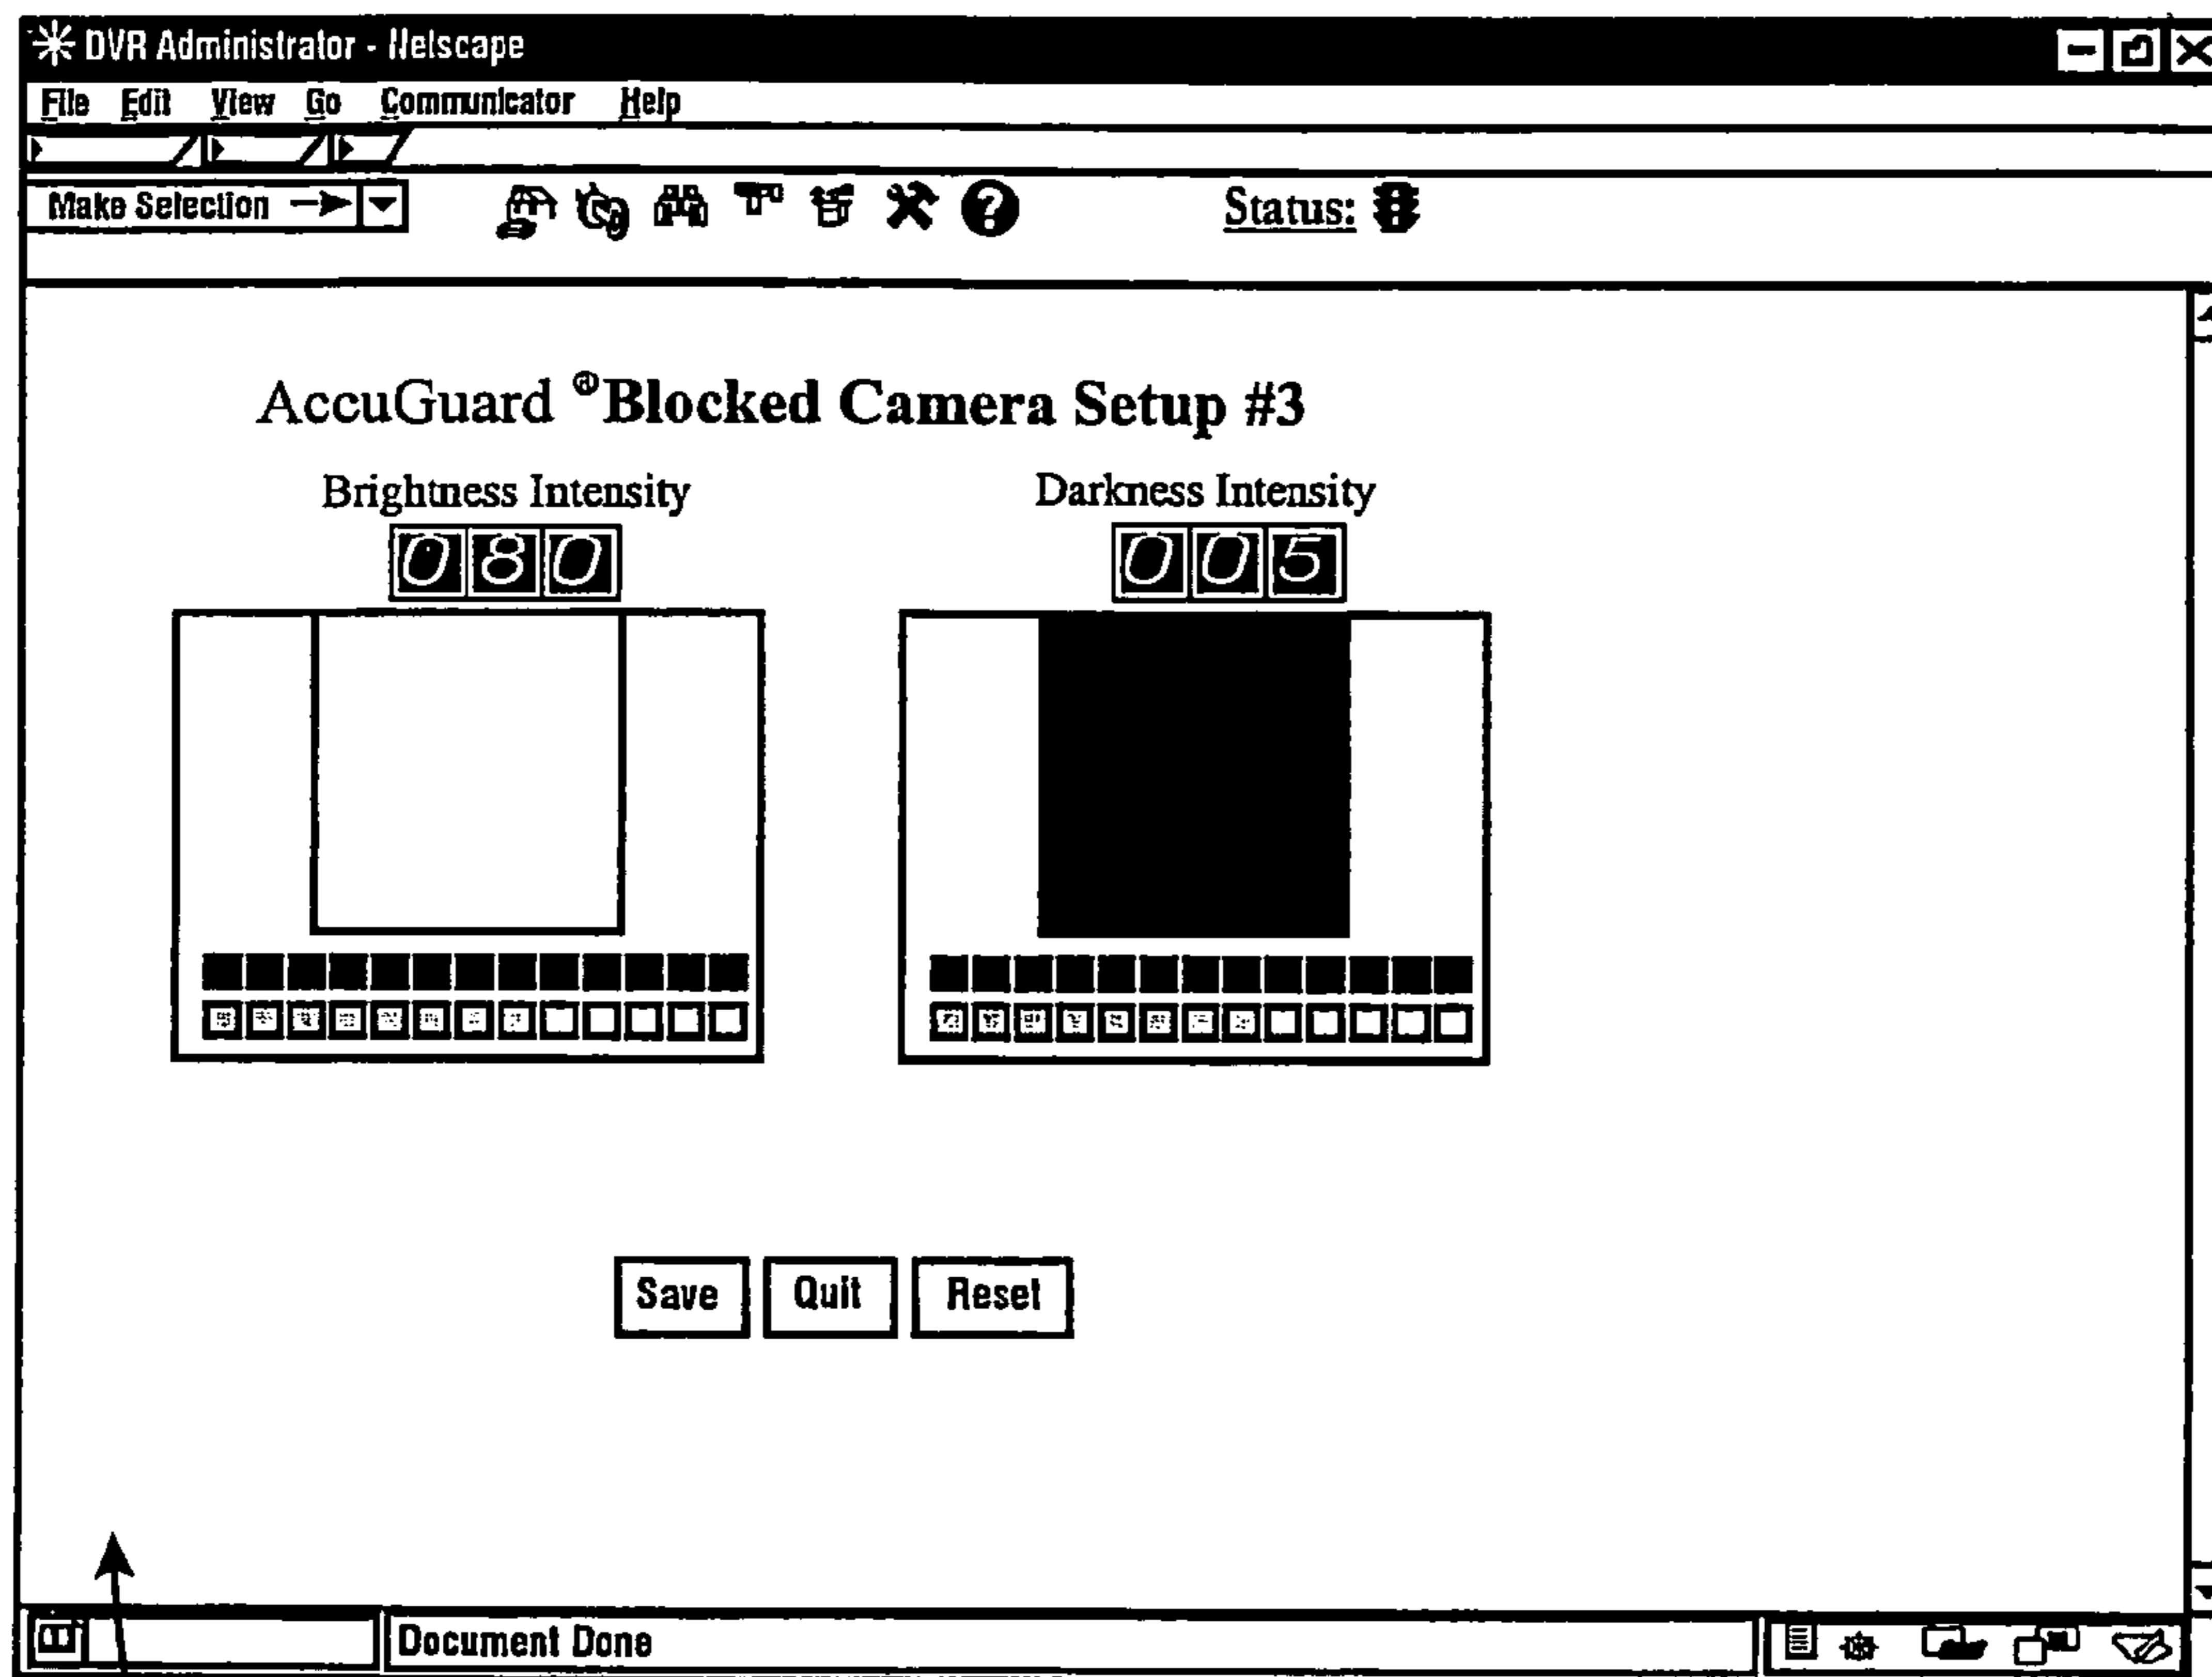 DVR Administrator - Netscape
File Edit View Go Communicator Help
Make Selection
Status:
AccuGuard ®Blocked Camera Setup #3
Brightness Intensity Darkness Intensity
080 005
Save Quit Reset
Document Done